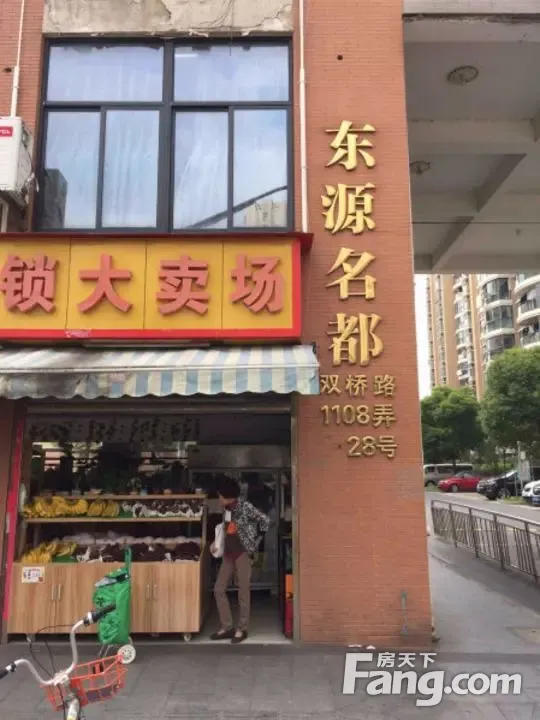 东源名都
双桥路
1108弄
28号
锁大卖场
房天下
Fang.com